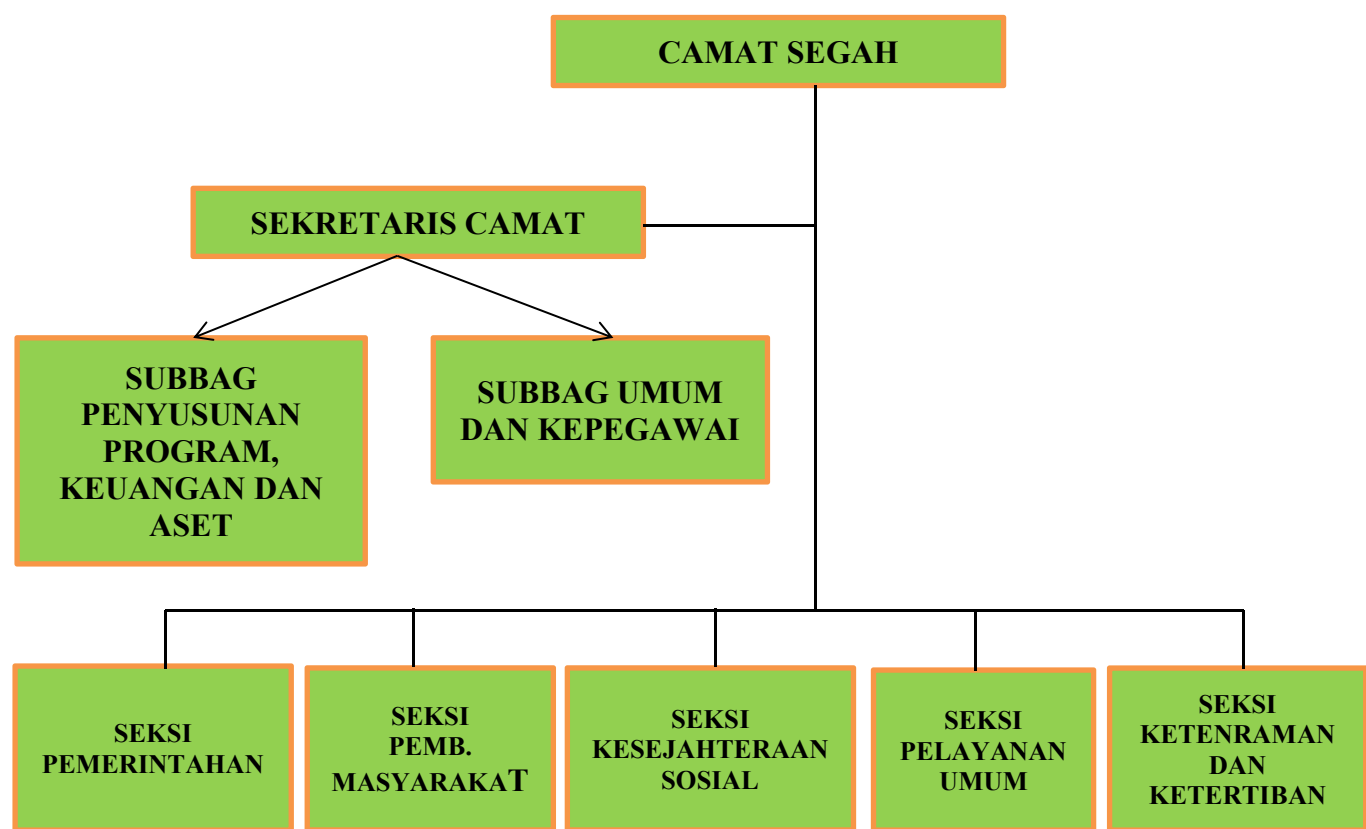 CAMAT SEGAH
SEKRETARIS CAMAT
SUBBAG
PENYUSUNAN
PROGRAM,
KEUANGAN DAN
ASET
SUBBAG UMUM
DAN KEPEGAWAI
SEKSI
PEMERINTAHAN
SEKSI
PEMB.
MASYARAKAT
SEKSI
KESEJAHTERAAN
SOSIAL
SEKSI
PELAYANAN
UMUM
SEKSI
KETENRAMAN
DAN
KETERTIBAN